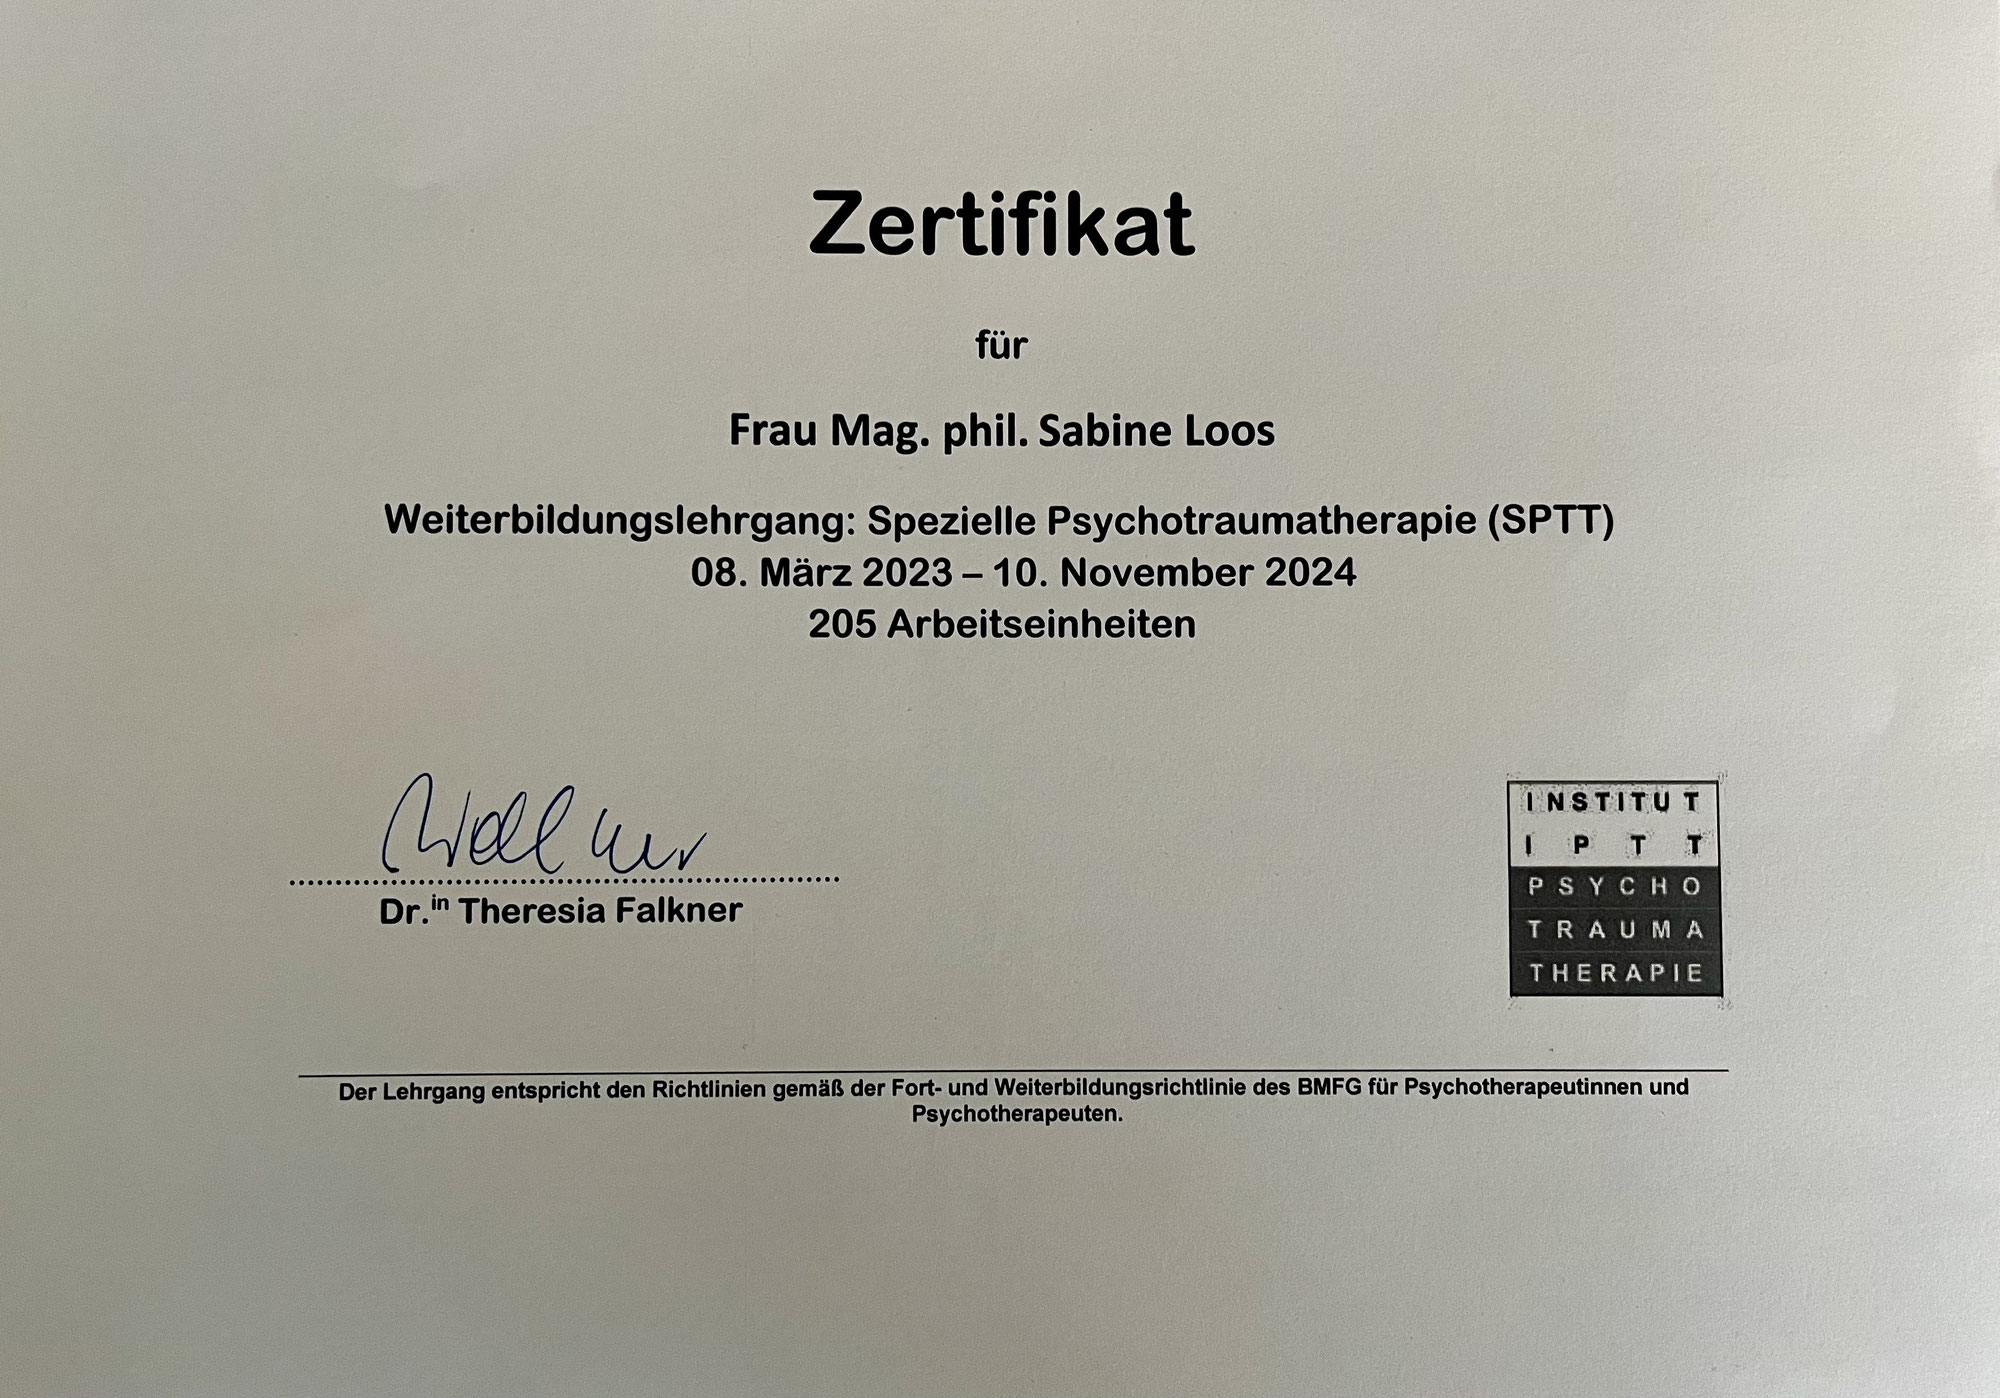 Zertifikat
für
Frau Mag. phil. Sabine Loos
Weiterbildungslehrgang: Spezielle Psychotraumatherapie (SPTT)
08. März 2023 – 10. November 2024
205 Arbeitseinheiten
Dr.in Theresia Falkner
INSTITUT
IPTT
PSYCHO
TRAUMA
THERAPIE
Der Lehrgang entspricht den Richtlinien gemäß der Fort- und Weiterbildungsrichtlinie des BMFG für Psychotherapeutinnen und
Psychotherapeuten.